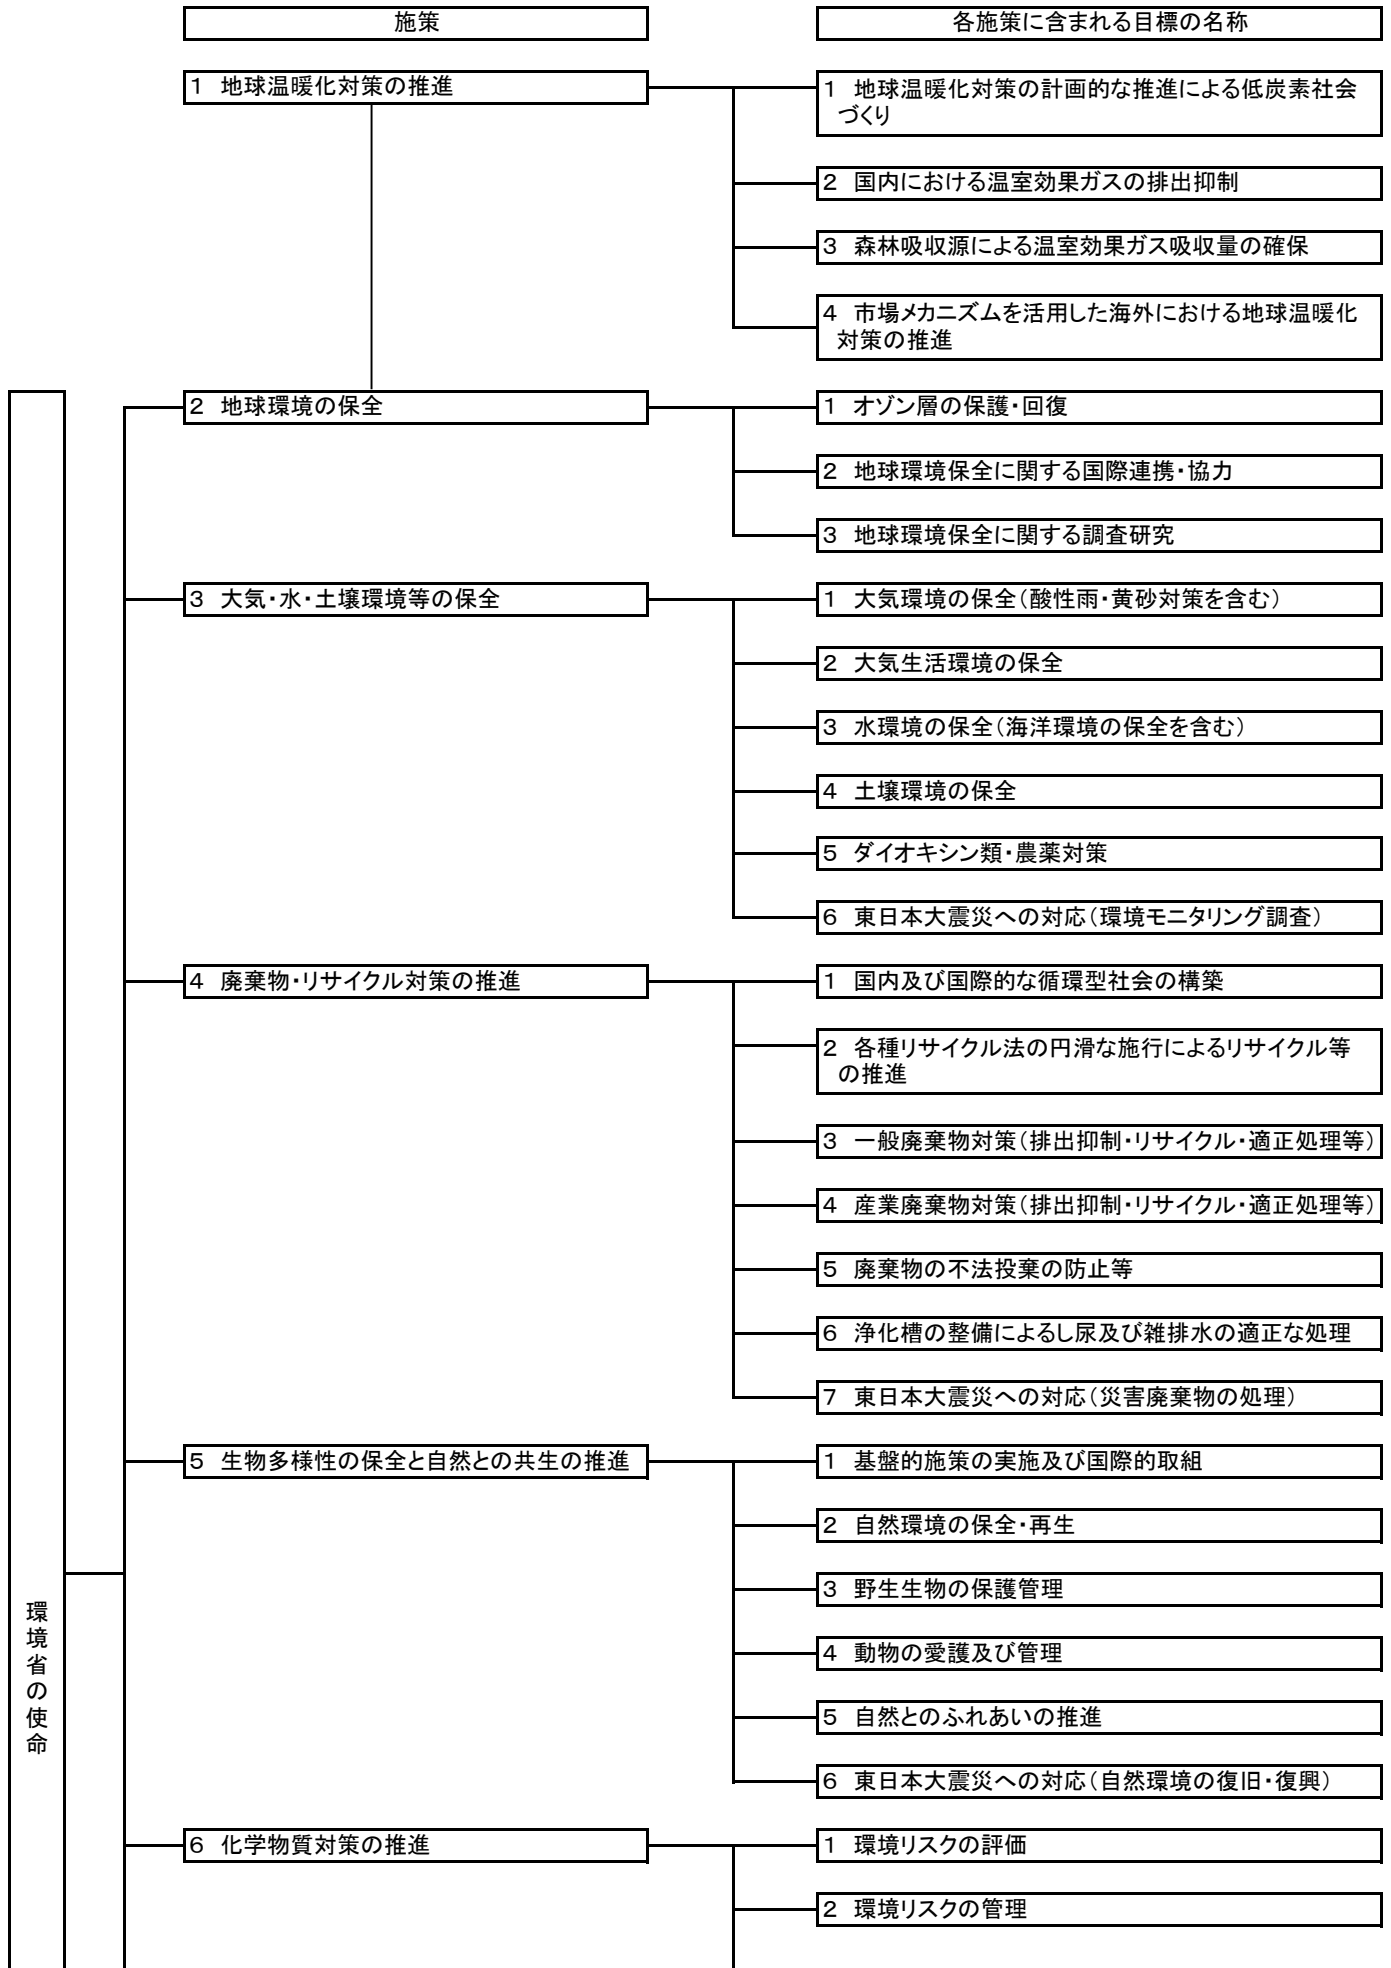 施策
各施策に含まれる目標の名称
1 地球温暖化対策の推進
1 地球温暖化対策の計画的な推進による低炭素社会
づくり
2 国内における温室効果ガスの排出抑制
3 森林吸収源による温室効果ガス吸収量の確保
4 市場メカニズムを活用した海外における地球温暖化
対策の推進
2 地球環境の保全
1 オゾン層の保護・回復
2 地球環境保全に関する国際連携・協力
3 地球環境保全に関する調査研究
3 大気・水・土壌環境等の保全
1 大気環境の保全（酸性雨・黄砂対策を含む）
2 大気生活環境の保全
3 水環境の保全（海洋環境の保全を含む）
4 土壌環境の保全
5 ダイオキシン類・農薬対策
6 東日本大震災への対応（環境モニタリング調査）
4 廃棄物・リサイクル対策の推進
1 国内及び国際的な循環型社会の構築
2 各種リサイクル法の円滑な施行によるリサイクル等
の推進
3 一般廃棄物対策（排出抑制・リサイクル・適正処理等）
4 産業廃棄物対策（排出抑制・リサイクル・適正処理等）
5 廃棄物の不法投棄の防止等
6 浄化槽の整備によるし尿及び雑排水の適正な処理
7 東日本大震災への対応（災害廃棄物の処理）
5 生物多様性の保全と自然との共生の推進
1 基盤的施策の実施及び国際的取組
2 自然環境の保全・再生
3 野生生物の保護管理
4 動物の愛護及び管理
5 自然とのふれあいの推進
6 東日本大震災への対応（自然環境の復旧・復興）
環境省の使命
6 化学物質対策の推進
1 環境リスクの評価
2 環境リスクの管理